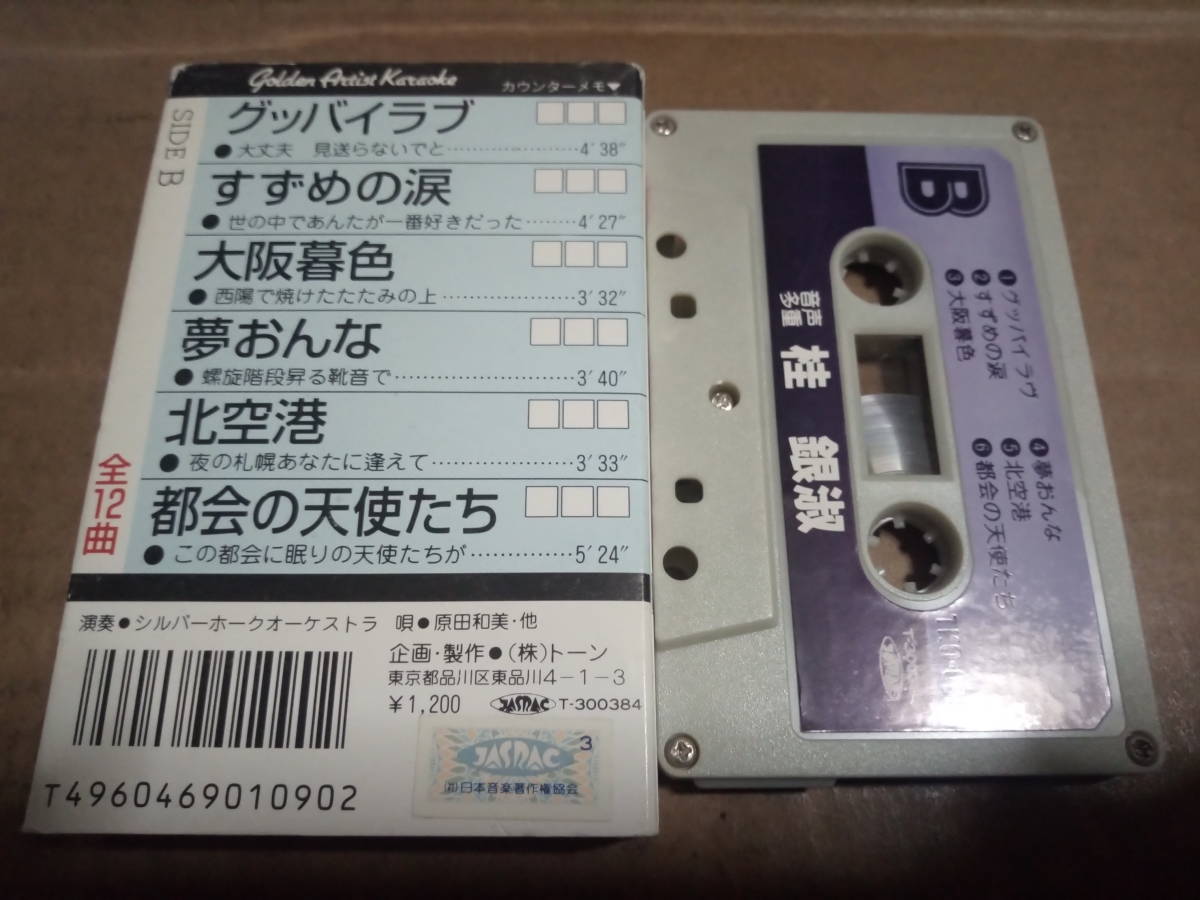 Golden Artist Karaoke
カウンターメモ▼
SIDE B
グッバイラブ
●大丈夫 見送らないでと…………………4′38″
すずめの涙
●世の中であんたが一番好きだった………4′27″
大阪暮色
●西陽で焼けたたたみの上…………………3′32″
夢おんな
●螺旋階段昇る靴音で………………………3′40″
北空港
●夜の札幌あなたに逢えて…………………3′33″
都会の天使たち
●この都会に眠りの天使たちが……………5′24″
全12曲
演奏●シルバーホークオーケストラ 唄●原田和美・他
企画・製作●(株)トーン
東京都品川区東品川4-1-3
¥1,200 JASRAC T-300384
3
JASRAC
(社)日本音楽著作権協会
T4960469010902
B
❶グッバイラヴ
❷すずめの涙
❸大阪暮色
❹夢おんな
❺北空港
❻都会の天使たち
音声多重
桂 銀淑